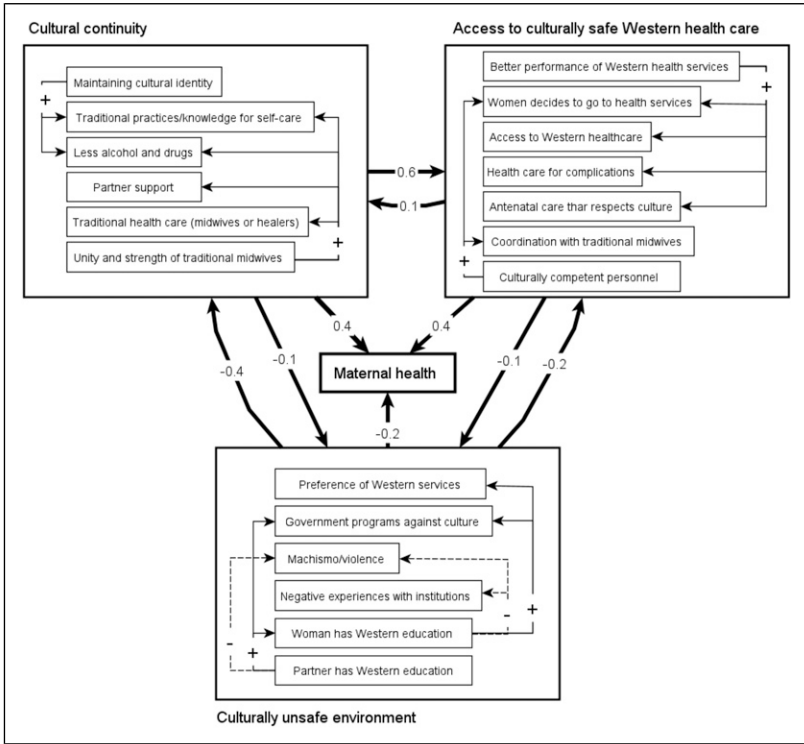 Cultural continuity
Maintaining cultural identity
+
Traditional practices/knowledge for self-care
Less alcohol and drugs
Partner support
Traditional health care (midwives or healers)
+
Unity and strength of traditional midwives
Access to culturally safe Western health care
Better performance of Western health services
+
Women decides to go to health services
Access to Western healthcare
Health care for complications
Antenatal care thar respects culture
Coordination with traditional midwives
+
Culturally competent personnel
0.6
0.1
0.4
0.4
-0.4
-0.1
-0.1
-0.2
Maternal health
-0.2
Preference of Western services
Government programs against culture
Machismo/violence
Negative experiences with institutions
-
+
Woman has Western education
-
+
Partner has Western education
Culturally unsafe environment